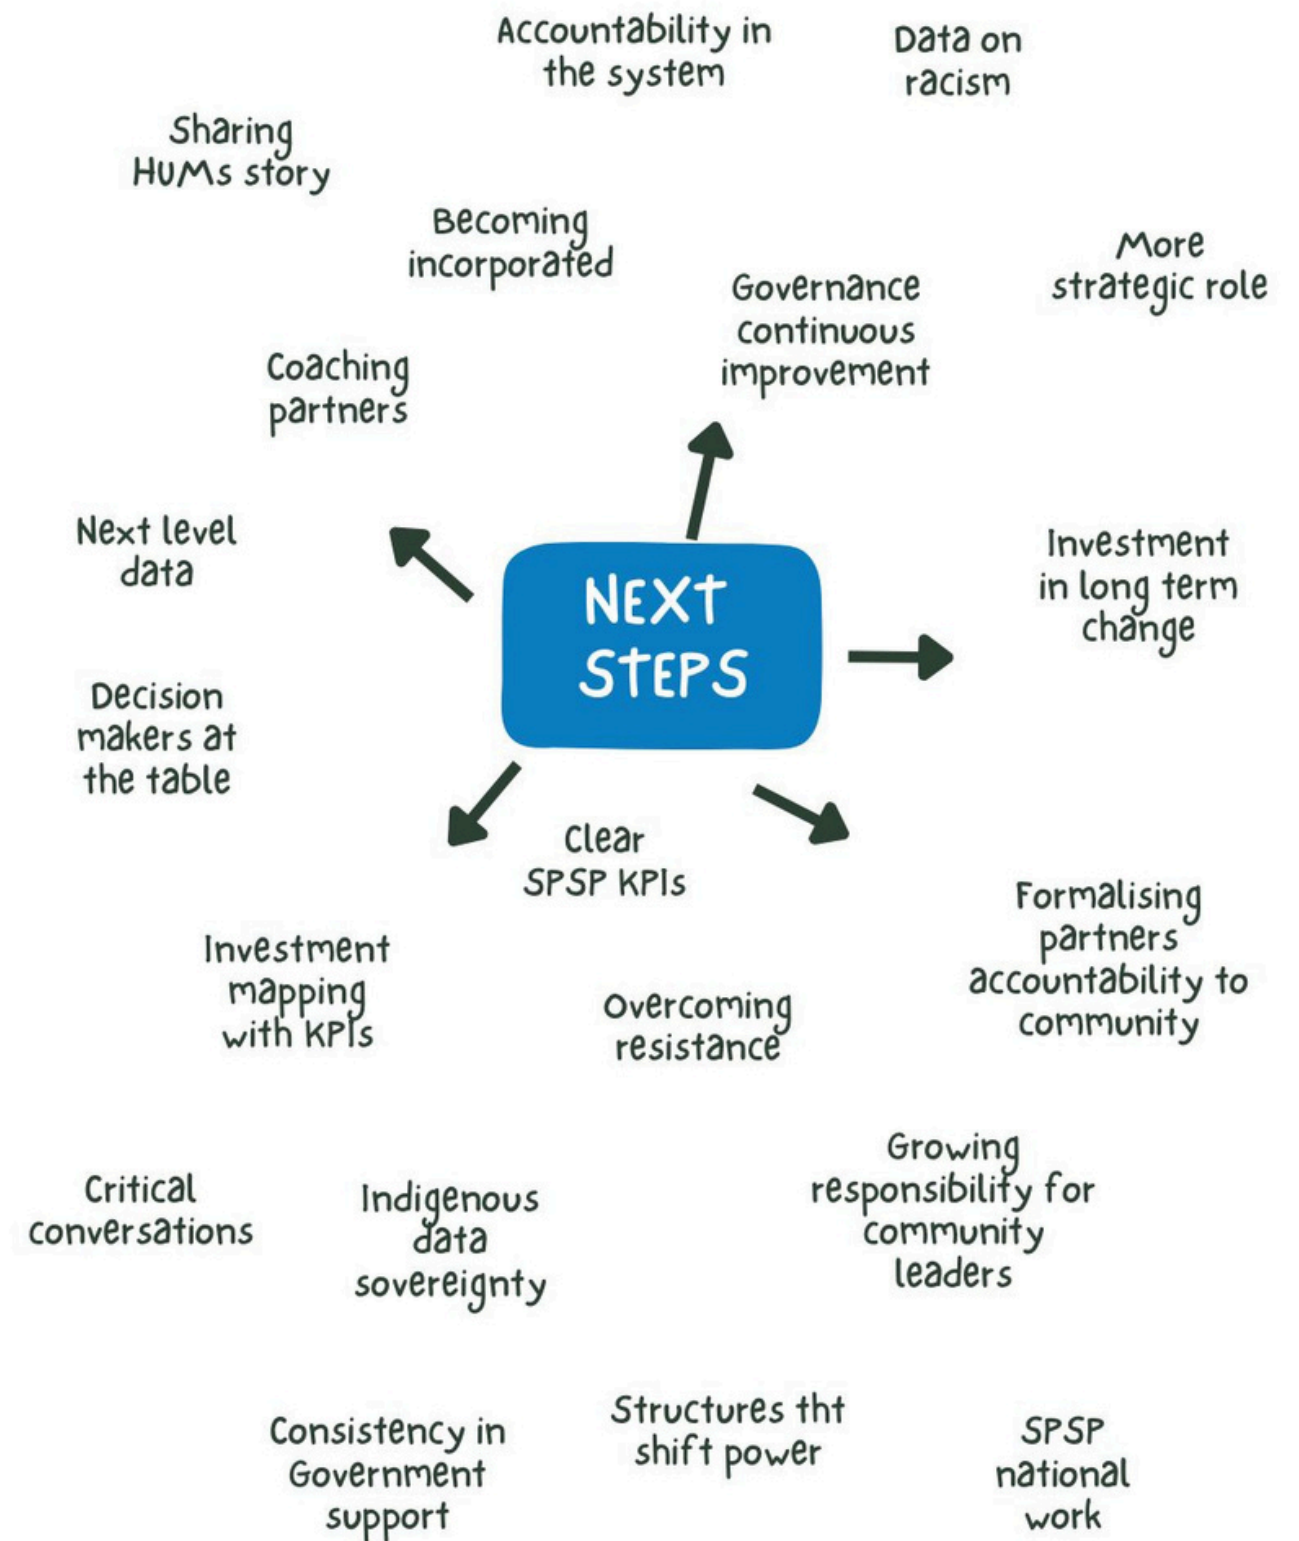 Accountability in
the system
Data on
racism
Sharing
HUMs story
Becoming
incorporated
More
strategic role
Governance
continuous
improvement
Coaching
partners
Next level
data
Investment
in long term
change
NEXT
STEPS
Decision
makers at
the table
Clear
SPSP KPIs
Formalising
partners
accountability to
community
Investment
mapping
with KPIs
Overcoming
resistance
Growing
responsibility for
community
leaders
Critical
conversations
Indigenous
data
sovereignty
Structures tht
shift power
Consistency in
Government
support
SPSP
national
work